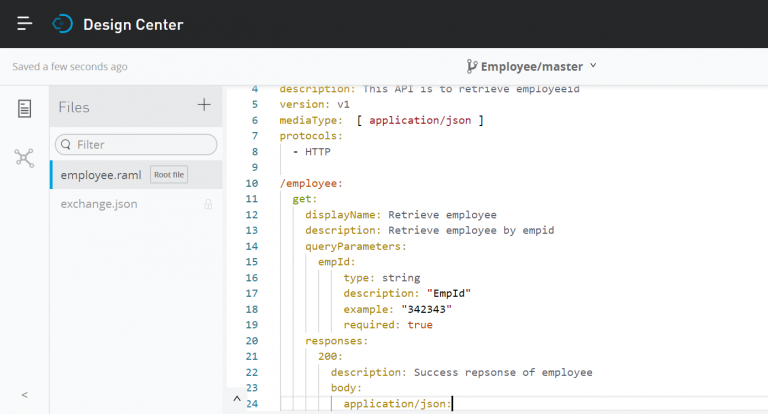 Design Center
Saved a few seconds ago
Employee/master
Files
Filter
employee.raml Root file
exchange.json
4 description: This API is to retrieve employeeid
5 version: v1
6 mediaType: [ application/json ]
7 protocols:
8 - HTTP
9
10 /employee:
11 get:
12 displayName: Retrieve employee
13 description: Retrieve employee by empid
14 queryParameters:
15 empId:
16 type: string
17 description: "EmpId"
18 example: "342343"
19 required: true
20 responses:
21 200:
22 description: Success repsonse of employee
23 body:
24 application/json: